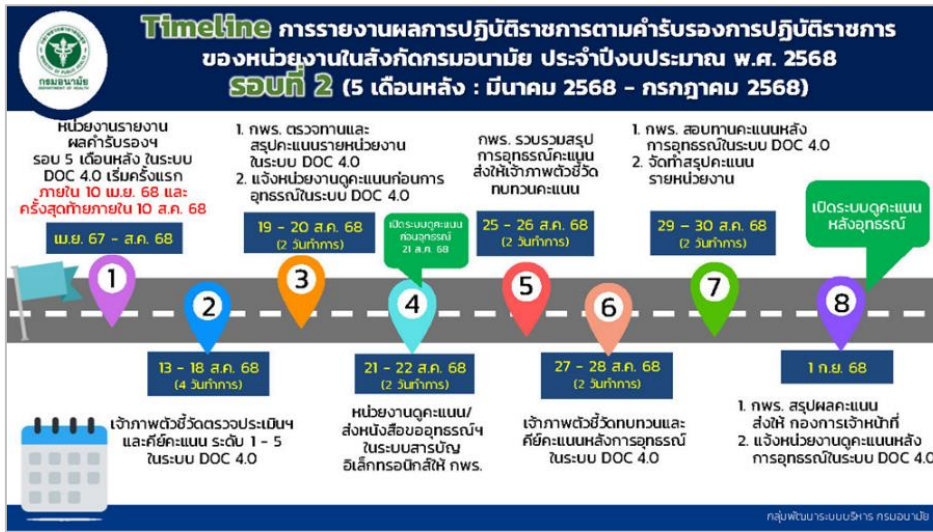 Timeline การรายงานผลการปฏิบัติราชการตามคำรับรองการปฏิบัติราชการ
ของหน่วยงานในสังกัดกรมอนามัย ประจำปีงบประมาณ พ.ศ. 2568
รอบที่ 2 (5 เดือนหลัง : มีนาคม 2568 – กรกฎาคม 2568)
กรมอนามัย
DEPARTMENT OF HEALTH
หน่วยงานรายงาน
ผลคำรับรองฯ
รอบ 5 เดือนหลัง ในระบบ
DOC 4.0 เริ่มครั้งแรก
ภายใน 10 เม.ย. 68 และ
ครั้งสุดท้ายภายใน 10 ส.ค. 68
เม.ย. 67 - ส.ค. 68
1
2
13 - 18 ส.ค. 68
(4 วันทำการ)
เจ้าภาพตัวชี้วัดตรวจประเมินฯ
และคีย์คะแนน ระดับ 1 - 5
ในระบบ DOC 4.0
1. กพร. ตรวจทานและ
สรุปคะแนนรายหน่วยงาน
ในระบบ DOC 4.0
2. แจ้งหน่วยงานดูคะแนนก่อนการ
อุทธรณ์ในระบบ DOC 4.0
19 - 20 ส.ค. 68
(2 วันทำการ)
3
เปิดระบบดูคะแนน
ก่อนอุทธรณ์
21 ส.ค. 68
4
21 - 22 ส.ค. 68
(2 วันทำการ)
หน่วยงานดูคะแนน/
ส่งหนังสือขออุทธรณ์ฯ
ในระบบสารบัญ
อิเล็กทรอนิกส์ให้ กพร.
กพร. รวบรวมสรุป
การอุทธรณ์คะแนน
ส่งให้เจ้าภาพตัวชี้วัด
ทบทวนคะแนน
25 - 26 ส.ค. 68
(2 วันทำการ)
5
6
27 - 28 ส.ค. 68
(2 วันทำการ)
เจ้าภาพตัวชี้วัดทบทวนและ
คีย์คะแนนหลังการอุทธรณ์
ในระบบ DOC 4.0
1. กพร. สอบทานคะแนนหลัง
การอุทธรณ์ในระบบ DOC 4.0
2. จัดทำสรุปคะแนน
รายหน่วยงาน
29 - 30 ส.ค. 68
(2 วันทำการ)
7
เปิดระบบดูคะแนน
หลังอุทธรณ์
8
1 ก.ย. 68
1. กพร. สรุปผลคะแนน
ส่งให้ กองการเจ้าหน้าที่
2. แจ้งหน่วยงานดูคะแนนหลัง
การอุทธรณ์ในระบบ DOC 4.0
กลุ่มพัฒนาระบบบริหาร กรมอนามัย